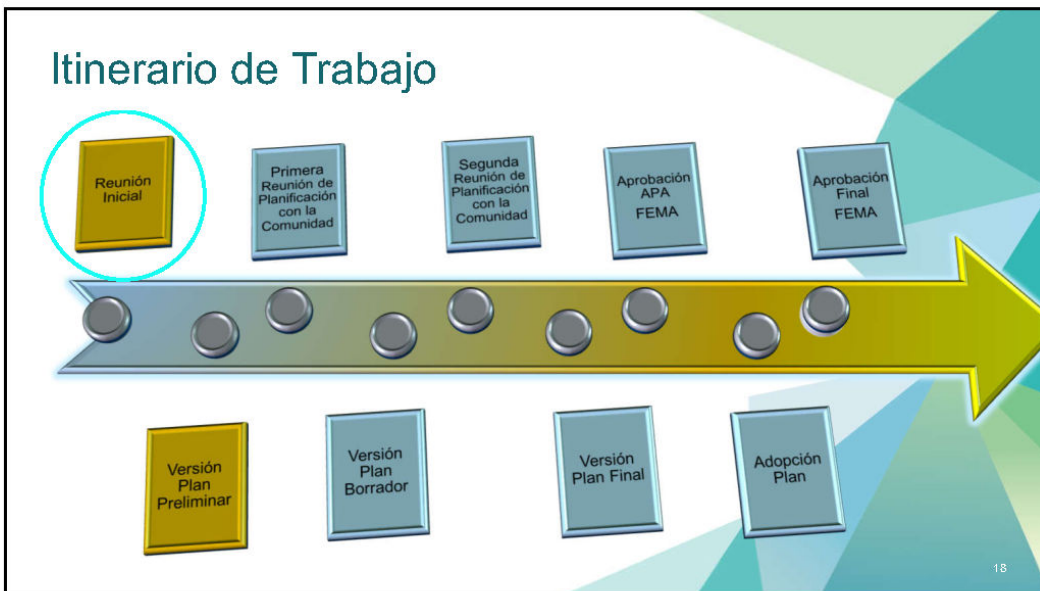 Itinerario de Trabajo
Reunión
Inicial
Primera
Reunión de
Planificación
con la
Comunidad
Segunda
Reunión de
Planificación
con la
Comunidad
Aprobación
APA
FEMA
Aprobación
Final
FEMA
Versión
Plan
Preliminar
Versión
Plan
Borrador
Versión
Plan Final
Adopción
Plan
18